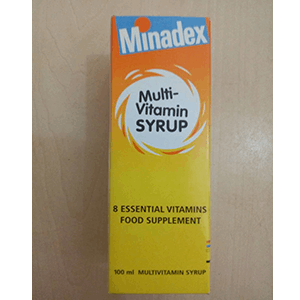 Minadex
Multi-
Vitamin
SYRUP
8 ESSENTIAL VITAMINS
FOOD SUPPLEMENT
100 ml MULTIVITAMIN SYRUP